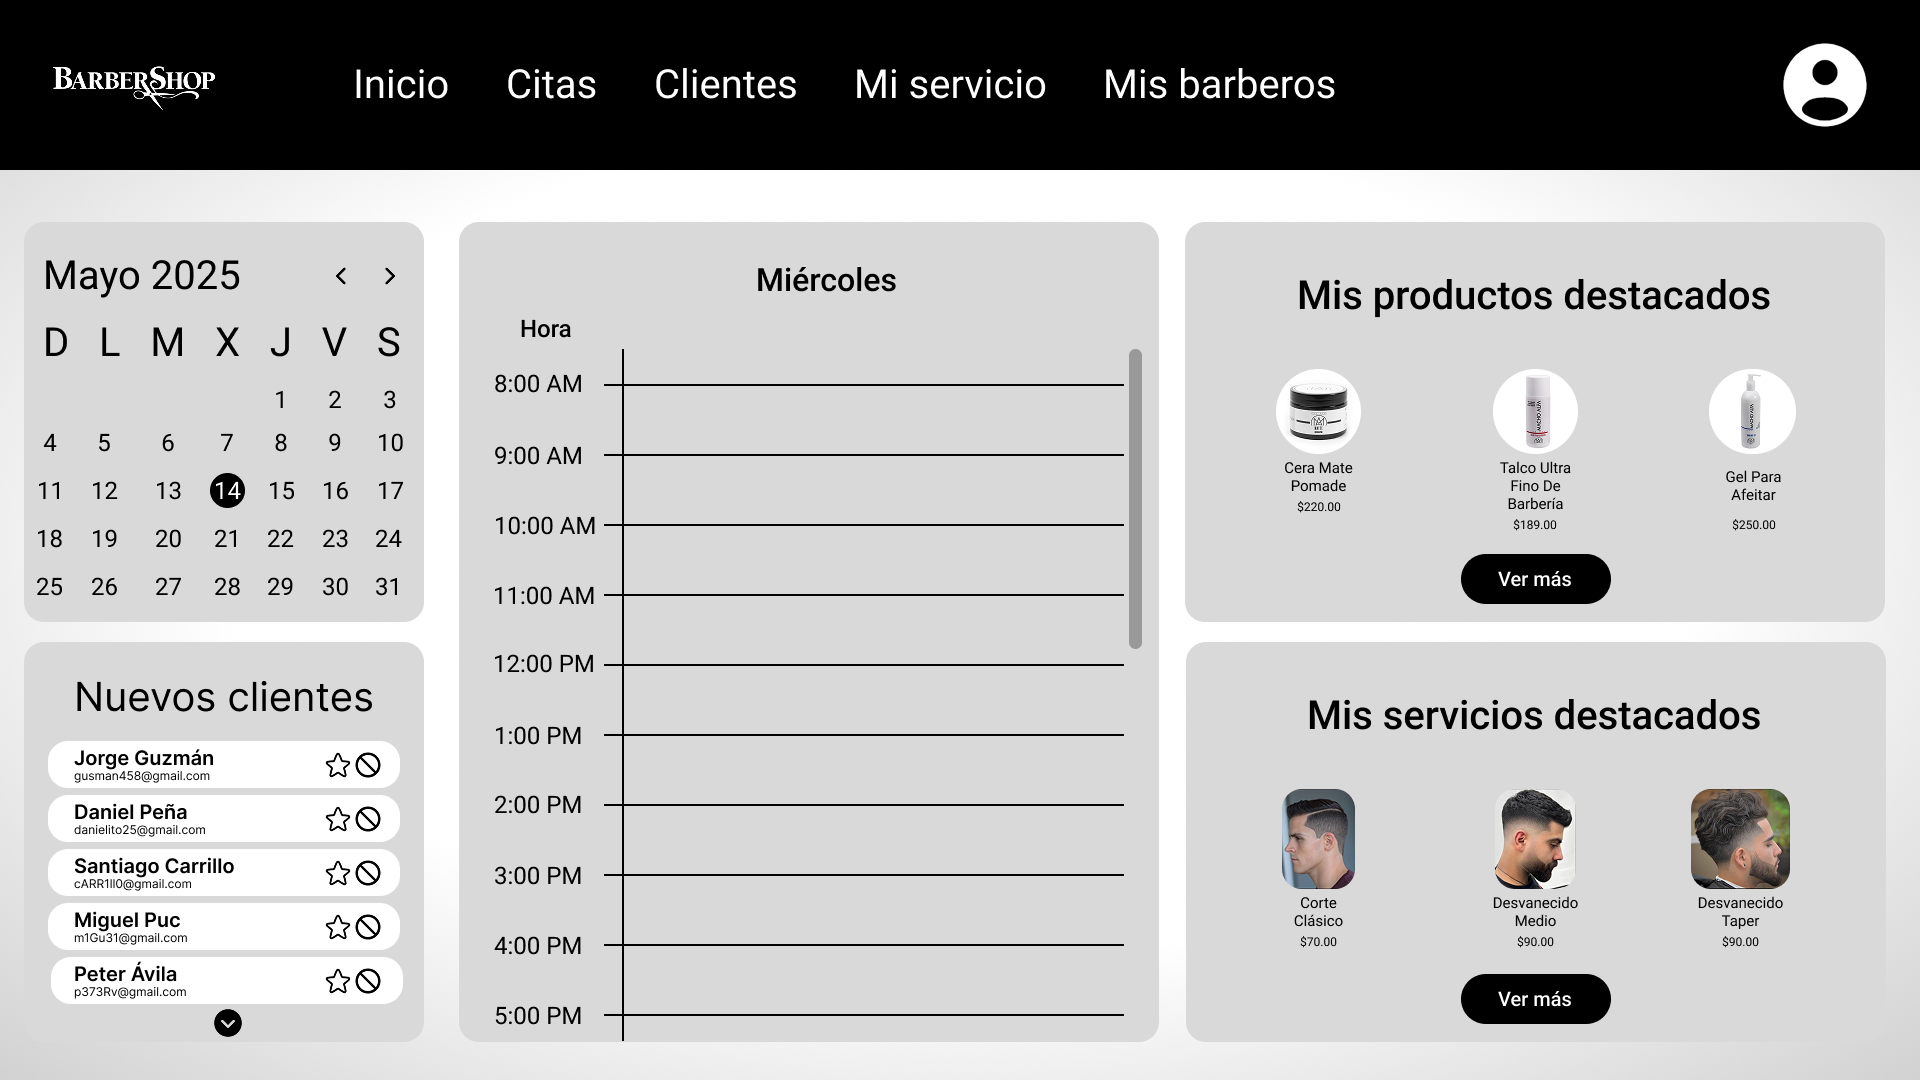 BARBERSHOP
Inicio Citas Clientes Mi servicio Mis barberos
Mayo 2025
D L M X J V S
1 2 3
4 5 6 7 8 9 10
11 12 13 14 15 16 17
18 19 20 21 22 23 24
25 26 27 28 29 30 31
Nuevos clientes
Jorge Guzmán
gusman458@gmail.com
Daniel Peña
danielito25@gmail.com
Santiago Carrillo
cARR1ll0@gmail.com
Miguel Puc
m1Gu31@gmail.com
Peter Ávila
p373Rv@gmail.com
Miércoles
Hora
8:00 AM
9:00 AM
10:00 AM
11:00 AM
12:00 PM
1:00 PM
2:00 PM
3:00 PM
4:00 PM
5:00 PM
Mis productos destacados
Cera Mate
Pomade
$220.00
Talco Ultra
Fino De
Barbería
$189.00
Gel Para
Afeitar
$250.00
Ver más
Mis servicios destacados
Corte
Clásico
$70.00
Desvanecido
Medio
$90.00
Desvanecido
Taper
$90.00
Ver más